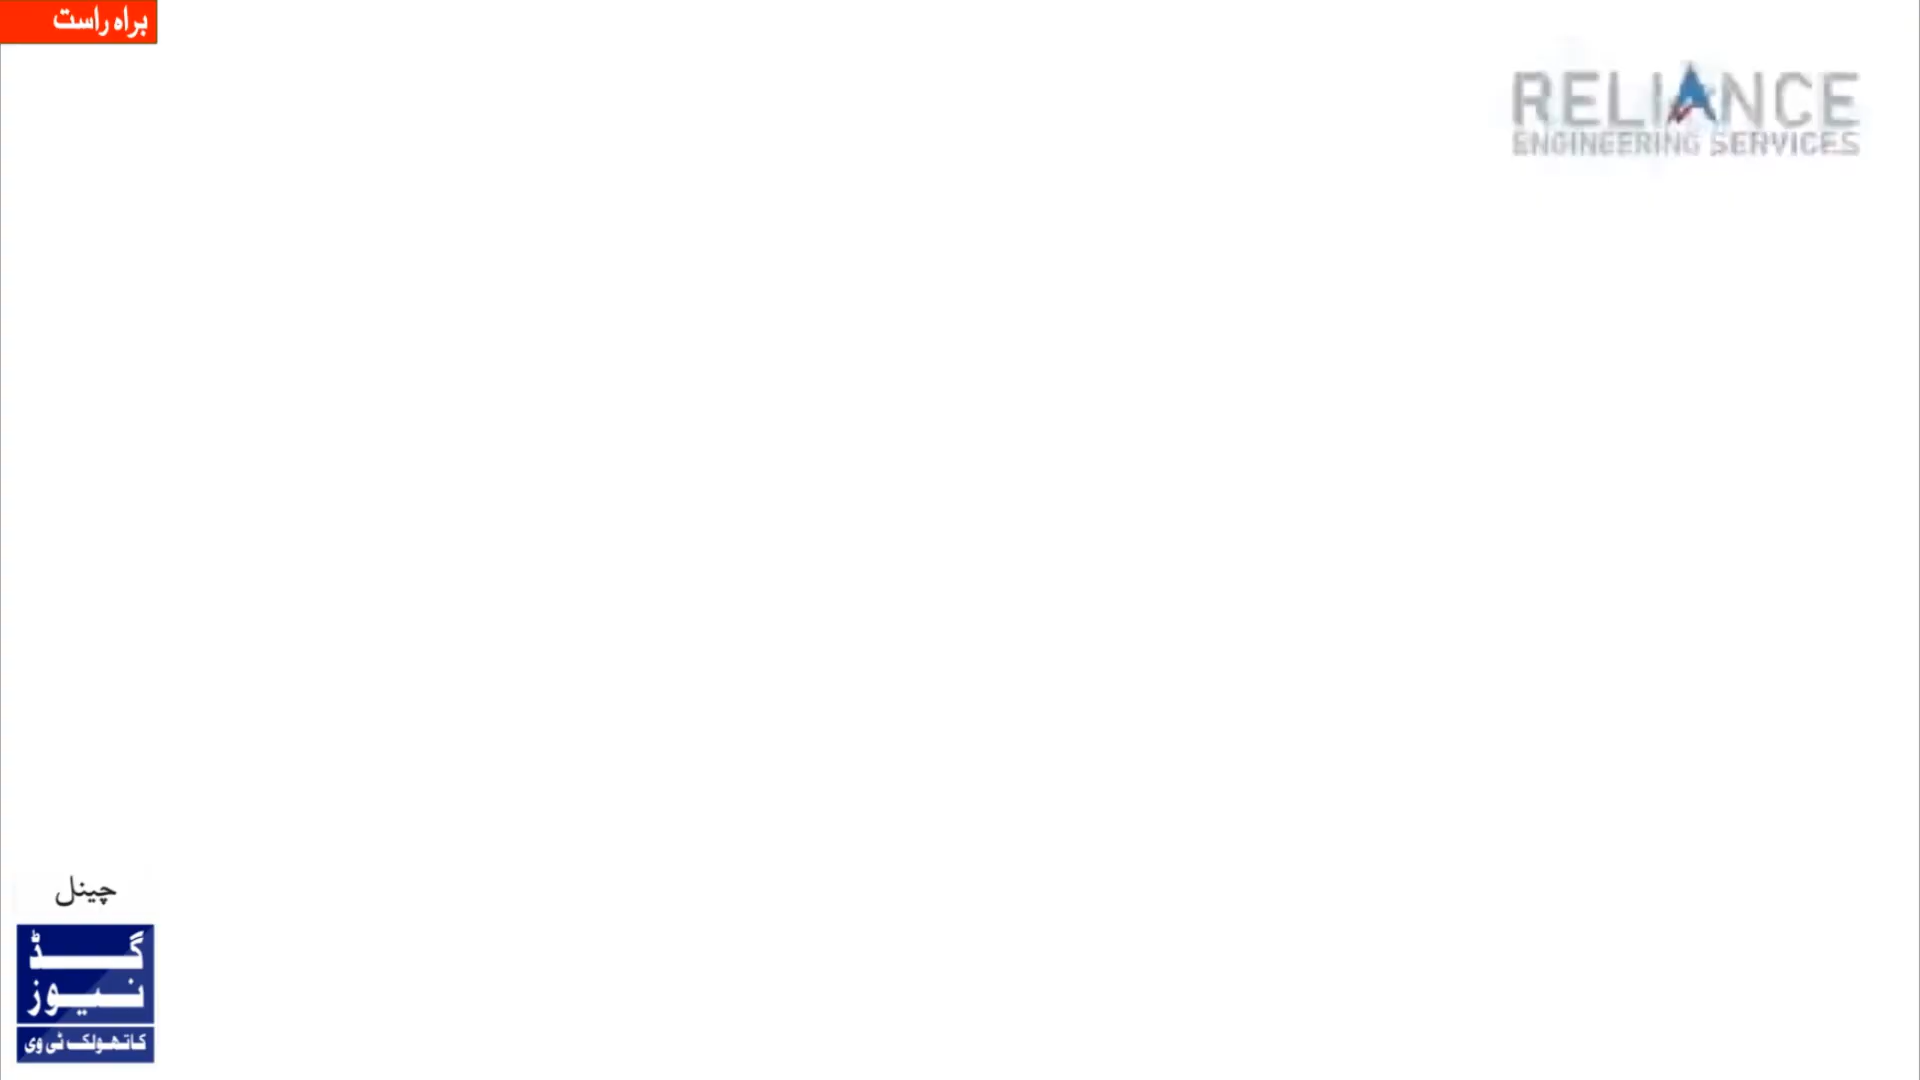 براہ راست
RELIANCE
ENGINEERING SERVICES
چینل
گڈ
نیوز
کاتھولک ٹی وی